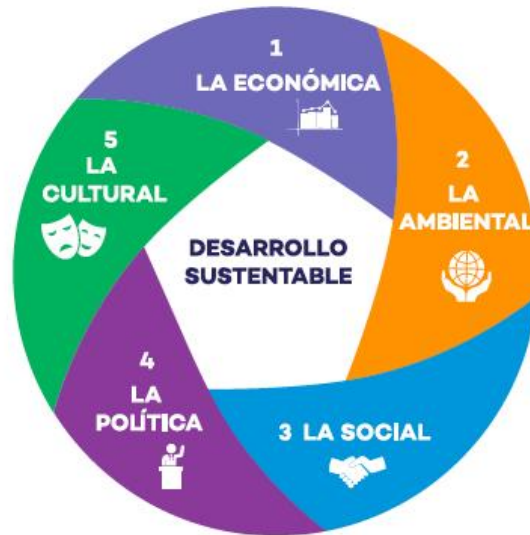 1
LA ECONÓMICA
2
LA
AMBIENTAL
3 LA SOCIAL
4
LA
POLÍTICA
5
LA
CULTURAL
DESARROLLO
SUSTENTABLE